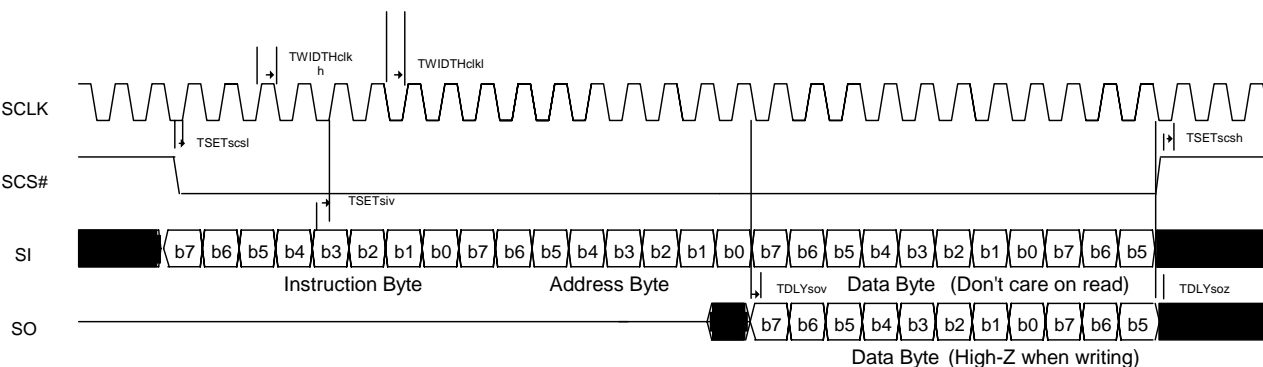 TWIDTHclk
h
TWIDTHclkl
SCLK
TSETscsl
TSETscsh
SCS#
TSETsiv
SI b7 b6 b5 b4 b3 b2 b1 b0 b7 b6 b5 b4 b3 b2 b1 b0 b7 b6 b5 b4 b3 b2 b1 b0 b7 b6 b5
Instruction Byte Address Byte TDLYsov Data Byte (Don't care on read) TDLYsoz
SO b7 b6 b5 b4 b3 b2 b1 b0 b7 b6 b5
Data Byte (High-Z when writing)